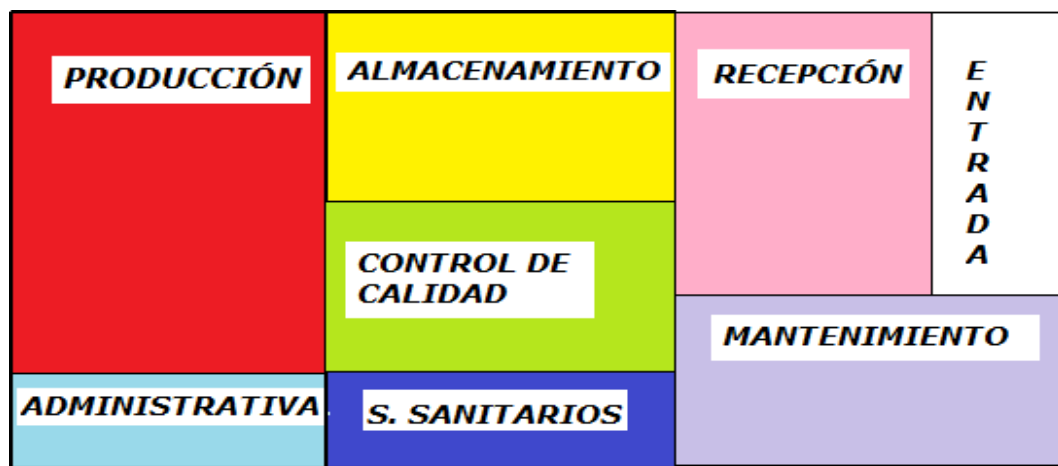 PRODUCCIÓN
ALMACENAMIENTO
RECEPCIÓN
E
N
T
R
A
D
A
CONTROL DE
CALIDAD
MANTENIMIENTO
ADMINISTRATIVA.
S. SANITARIOS